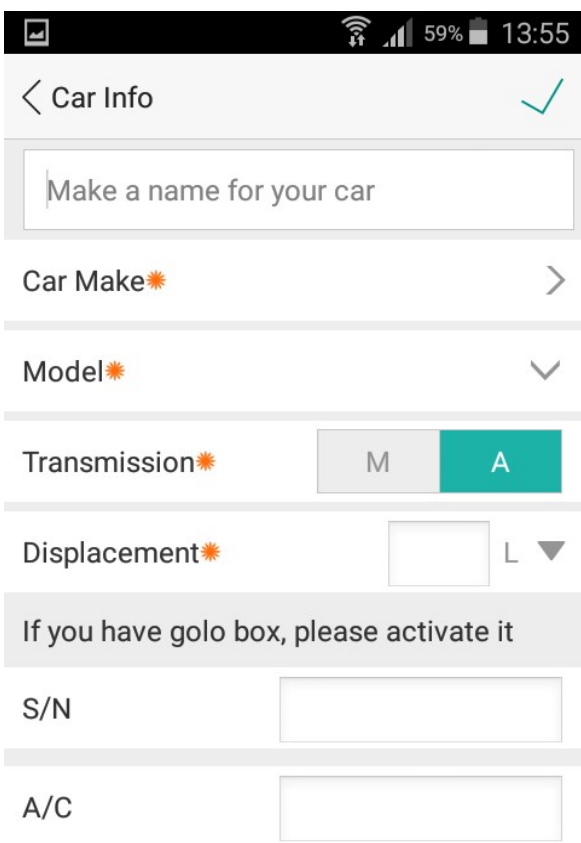 59% 13:55
Car Info
Make a name for your car
Car Make✹
Model✹
Transmission✹ M A
Displacement✹ L
If you have golo box, please activate it
S/N
A/C